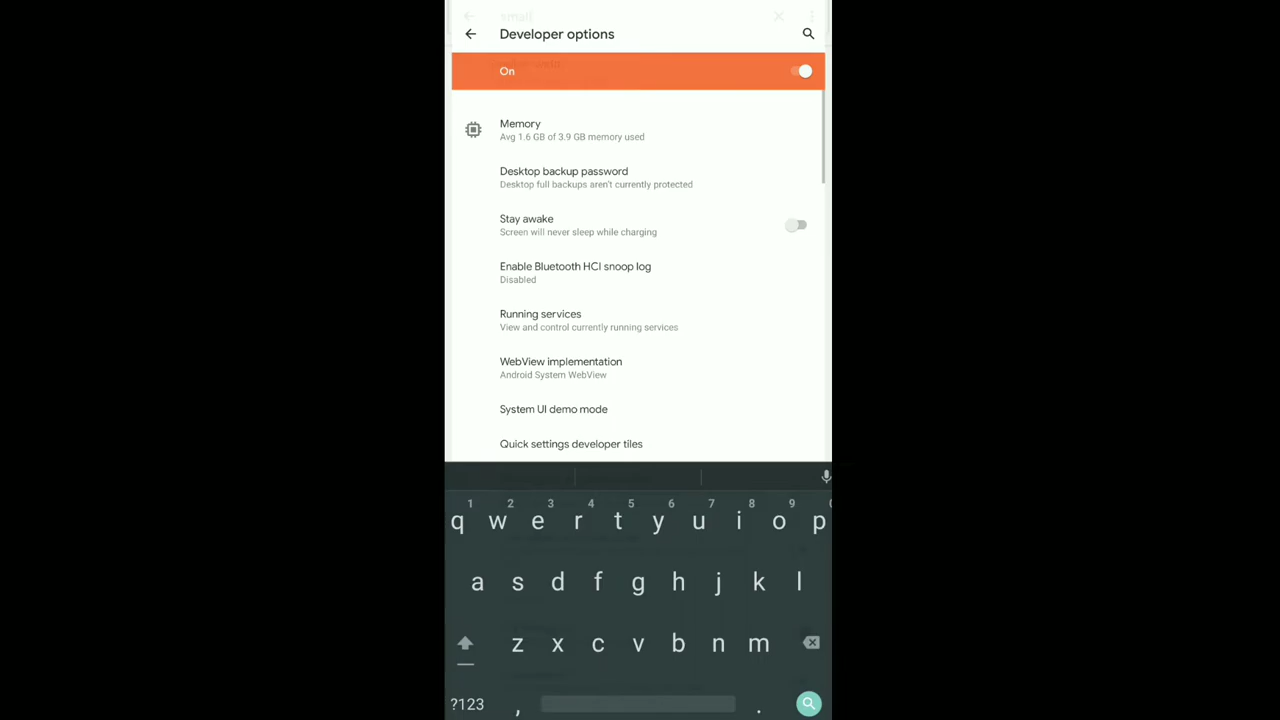 small
Developer options
On
Memory
Avg 1.6 GB of 3.9 GB memory used
Desktop backup password
Desktop full backups aren't currently protected
Stay awake
Screen will never sleep while charging
Enable Bluetooth HCI snoop log
Disabled
Running services
View and control currently running services
WebView implementation
Android System WebView
System UI demo mode
Quick settings developer tiles
1 2 3 4 5 6 7 8 9
q w e r t y u i o p
a s d f g h j k l
z x c v b n m
?123 , .